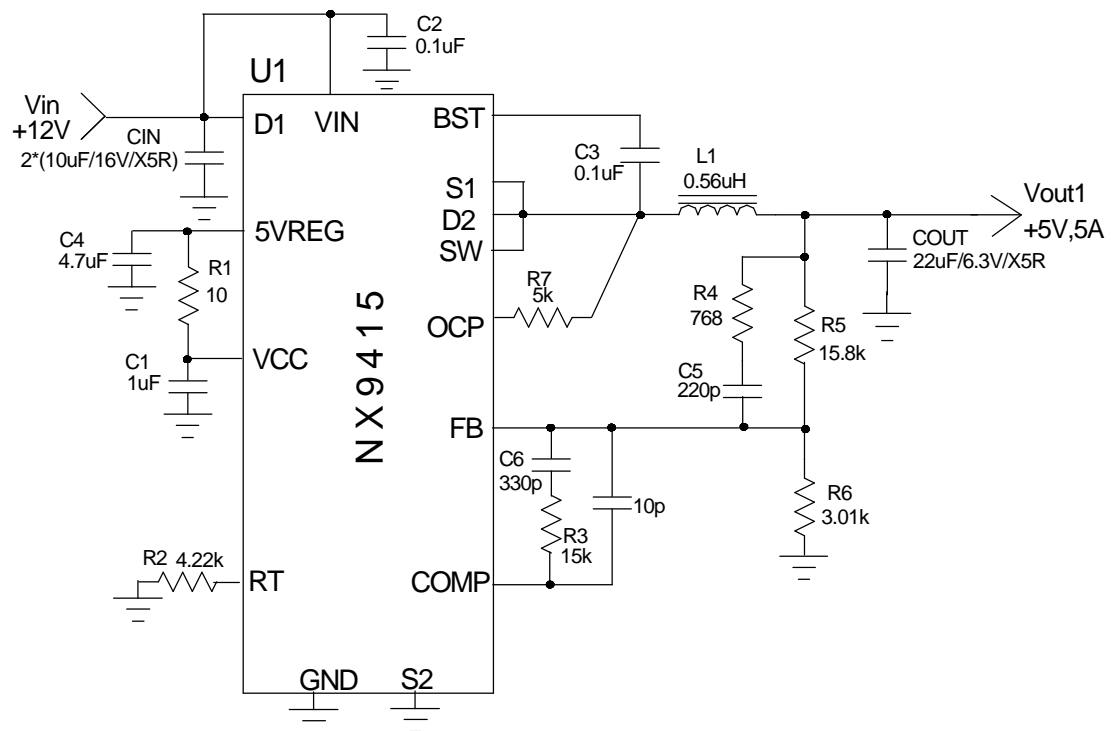 C2
0.1uF
U1
Vin
+12V
CIN
2*(10uF/16V/X5R)
D1
VIN
BST
C3
0.1uF
L1
0.56uH
S1
D2
SW
Vout1
+5V,5A
COUT
22uF/6.3V/X5R
C4
4.7uF
5VREG
R1
10
R7
5k
OCP
R4
768
R5
15.8k
C1
1uF
VCC
NX9415
C5
220p
FB
C6
330p
10p
R3
15k
R6
3.01k
R2 4.22k
RT
COMP
GND
S2